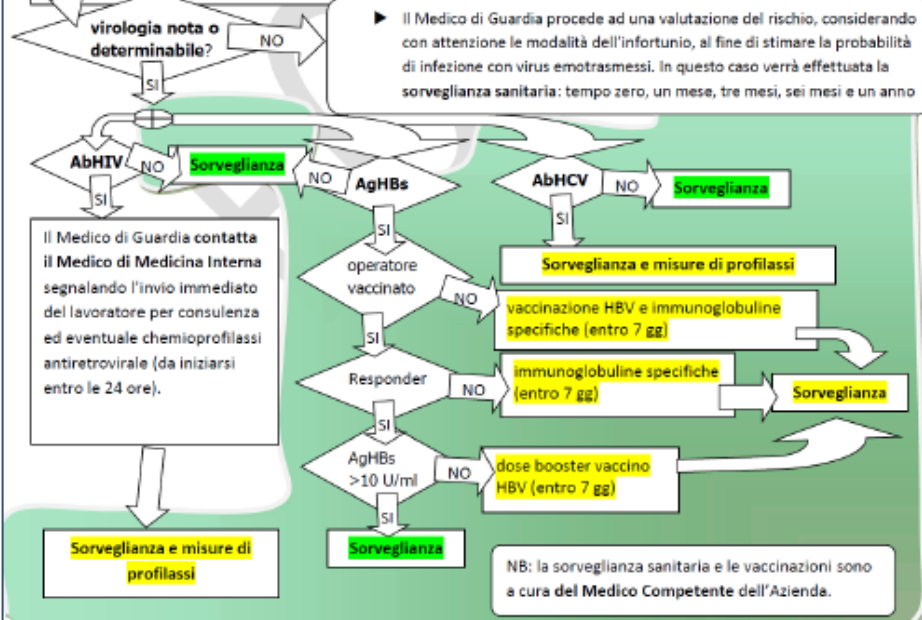 virologia nota o
determinabile?
NO
► Il Medico di Guardia procede ad una valutazione del rischio, considerando
con attenzione le modalità dell'infortunio, al fine di stimare la probabilità
di infezione con virus emotrasmessi. In questo caso verrà effettuata la
sorveglianza sanitaria: tempo zero, un mese, tre mesi, sei mesi e un anno
SI
AbHIV
NO
Sorveglianza
NO
AgHBs
AbHCV
NO
Sorveglianza
SI
SI
SI
Il Medico di Guardia contatta
il Medico di Medicina Interna
segnalando l'invio immediato
del lavoratore per consulenza
ed eventuale chemioprofilassi
antiretrovirale (da iniziarsi
entro le 24 ore).
operatore
vaccinato
Sorveglianza e misure di profilassi
NO
vaccinazione HBV e immunoglobuline
specifiche (entro 7 gg)
SI
Responder
NO
immunoglobuline specifiche
(entro 7 gg)
Sorveglianza
SI
AgHBs
>10 U/ml
NO
dose booster vaccino
HBV (entro 7 gg)
SI
Sorveglianza e misure di
profilassi
Sorveglianza
NB: la sorveglianza sanitaria e le vaccinazioni sono
a cura del Medico Competente dell'Azienda.